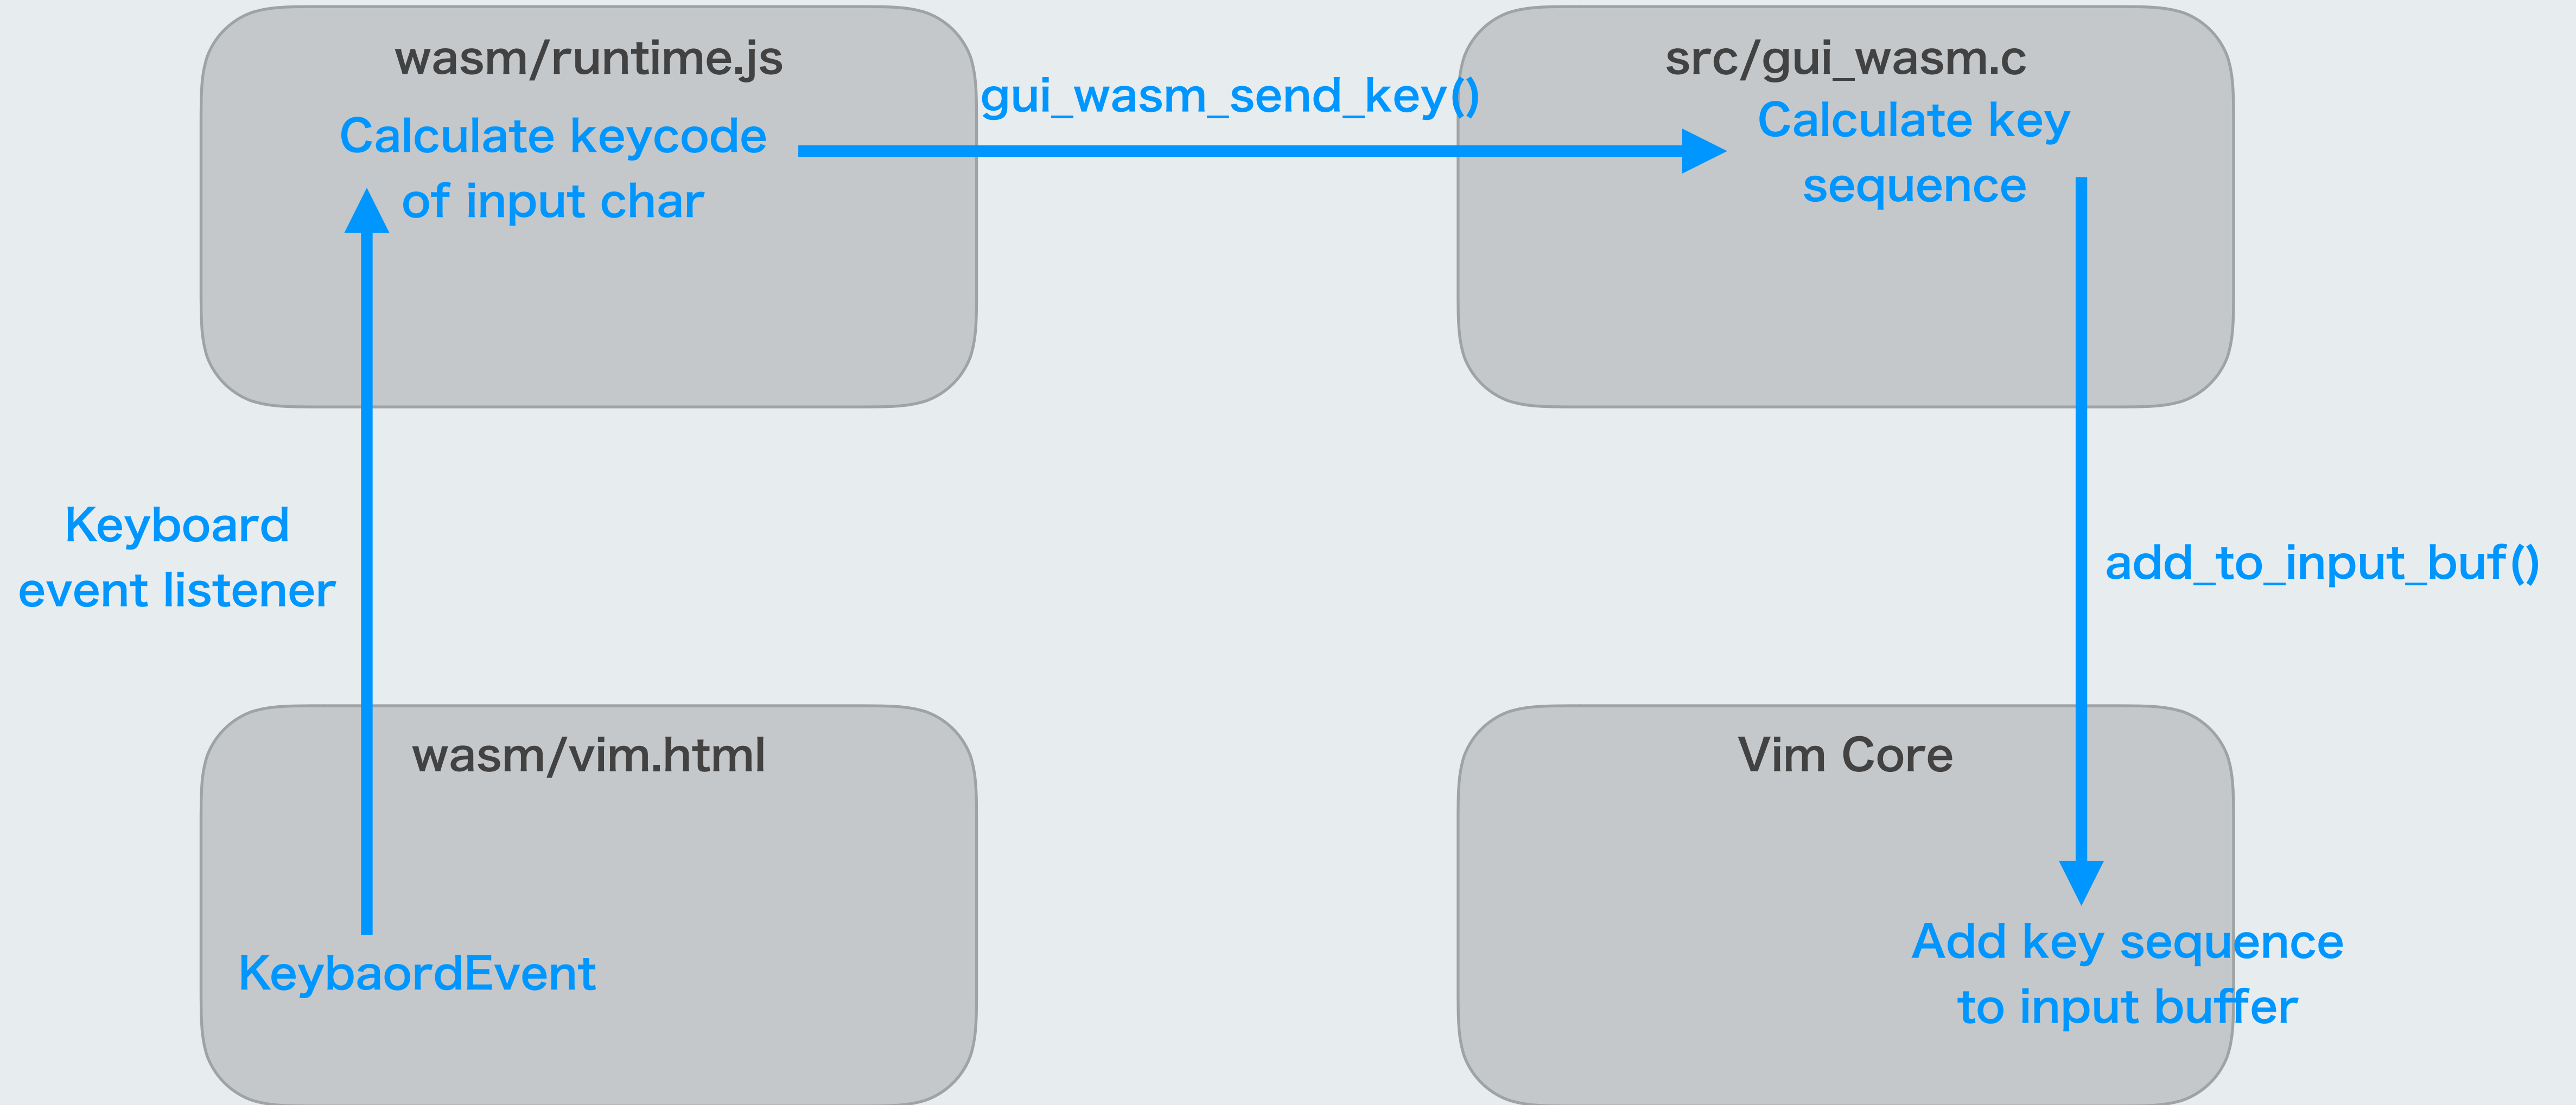 wasm/runtime.js
Calculate keycode
of input char
gui_wasm_send_key()
src/gui_wasm.c
Calculate key
sequence
Keyboard
event listener
add_to_input_buf()
wasm/vim.html
KeybaordEvent
Vim Core
Add key sequence
to input buffer